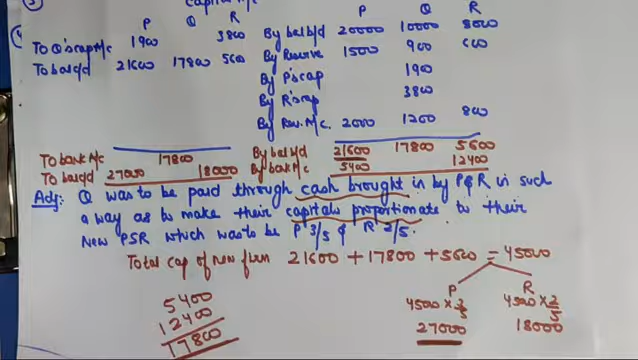 Capital A/c
P Q R P Q R
To Q's cap A/c 1900 3800 By bal b/d 20000 10000 8000
To bal c/d 21600 17800 5600 By Reserve 1500 900 600
By P's cap 1900
By R's cap 3800
By Rev. A/c. 2000 1200 800
To bank A/c 17800 By bal b/d 21600 17800 5600
To bal c/d 27000 18000 By bank A/c 5400 12400
Adj: Q was to be paid through cash brought in by P & R in such
a way as to make their capitals proportionate to their
New PSR which was to be P 3/5 & R 2/5.
Total cap of new firm 21600 + 17800 + 5600 = 45000
5400 P R
12400 45000 × 3/5 45000 × 2/5
17800 27000 18000